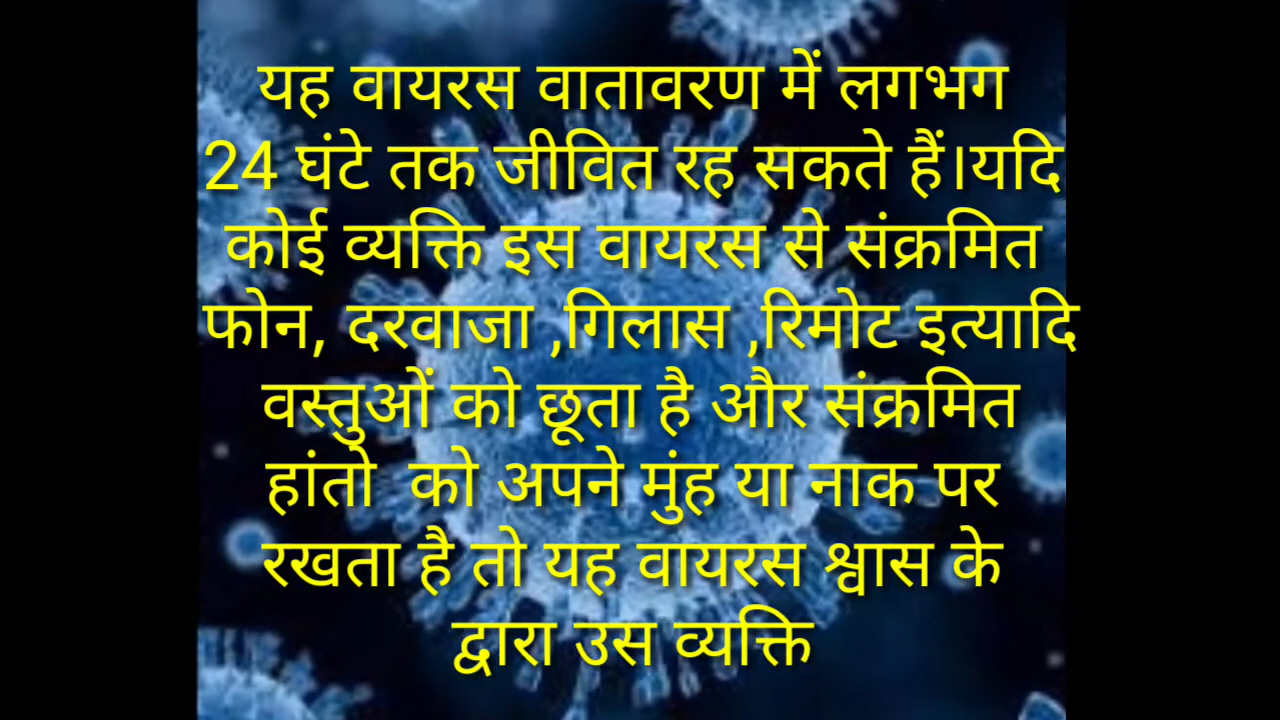 यह वायरस वातावरण में लगभग
24 घंटे तक जीवित रह सकते हैं।यदि
कोई व्यक्ति इस वायरस से संक्रमित
फोन, दरवाजा ,गिलास ,रिमोट इत्यादि
वस्तुओं को छूता है और संक्रमित
हांतो  को अपने मुंह या नाक पर
रखता है तो यह वायरस श्वास के
द्वारा उस व्यक्ति